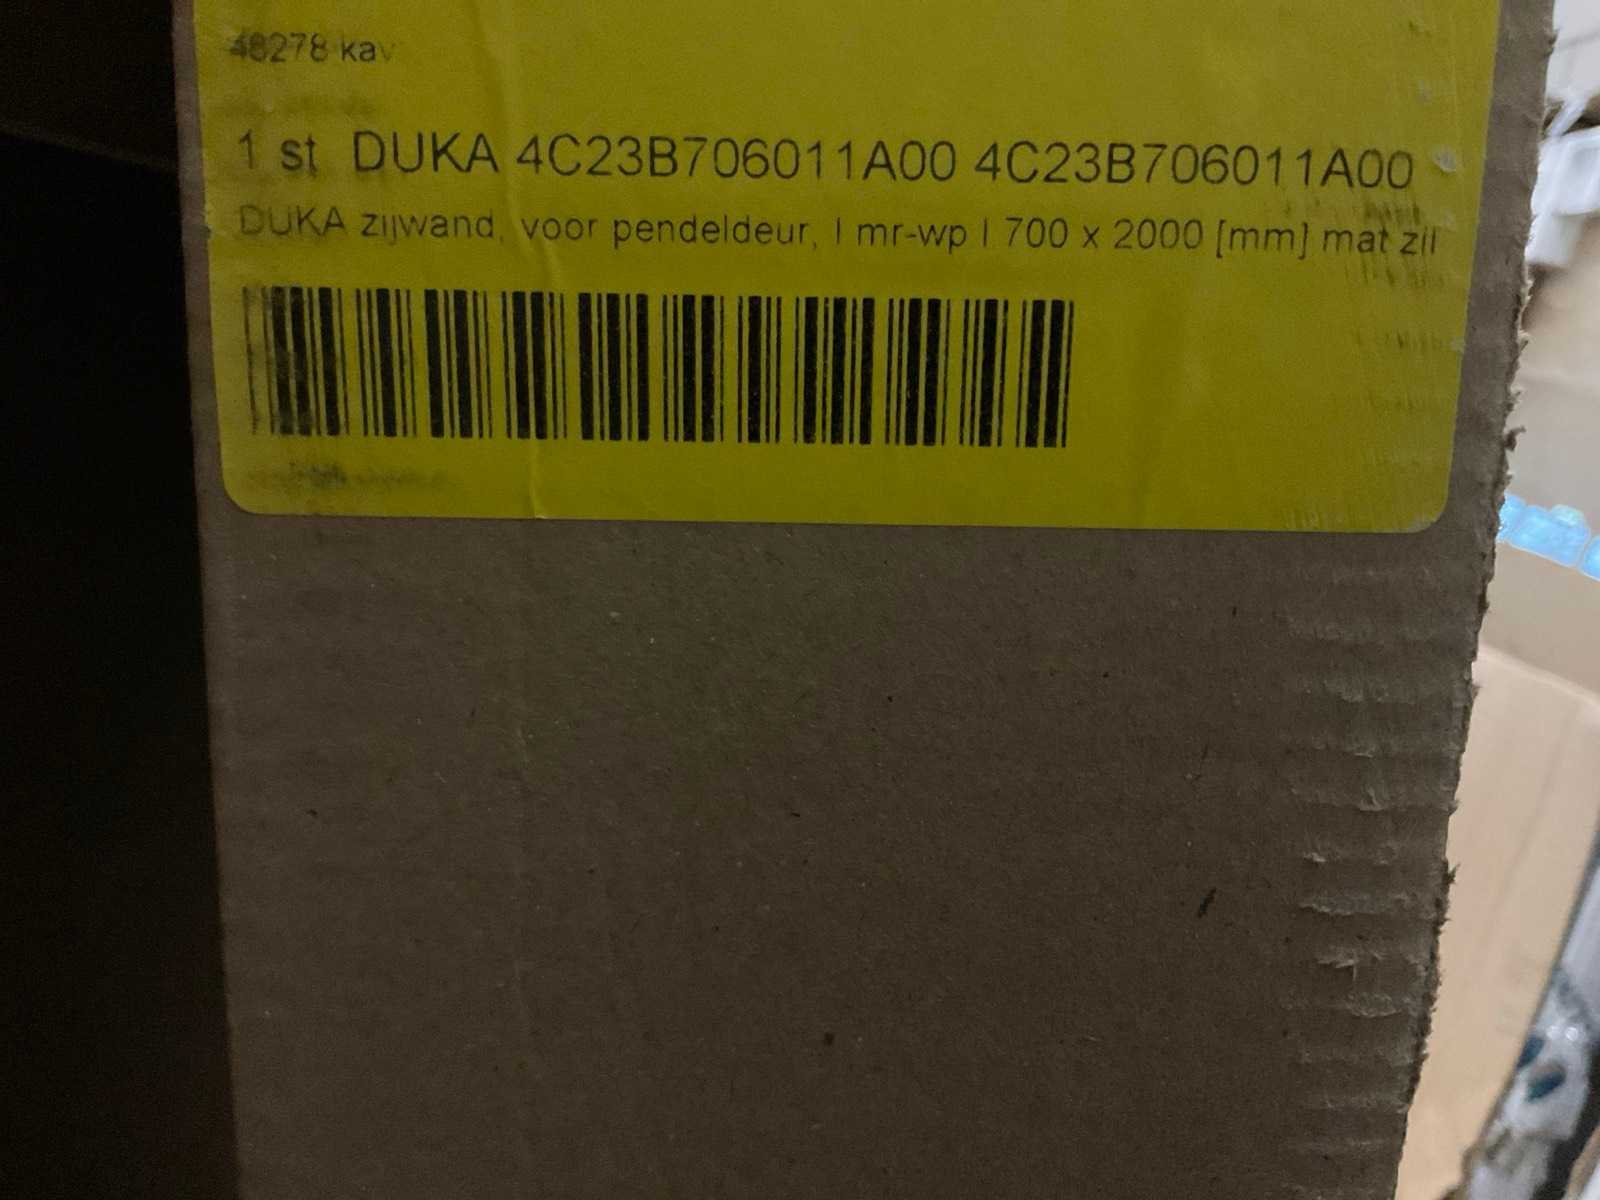 48278 kav
1 st DUKA 4C23B706011A00 4C23B706011A00
DUKA zijwand, voor pendeldeur, | mr-wp | 700 x 2000 [mm] mat zil